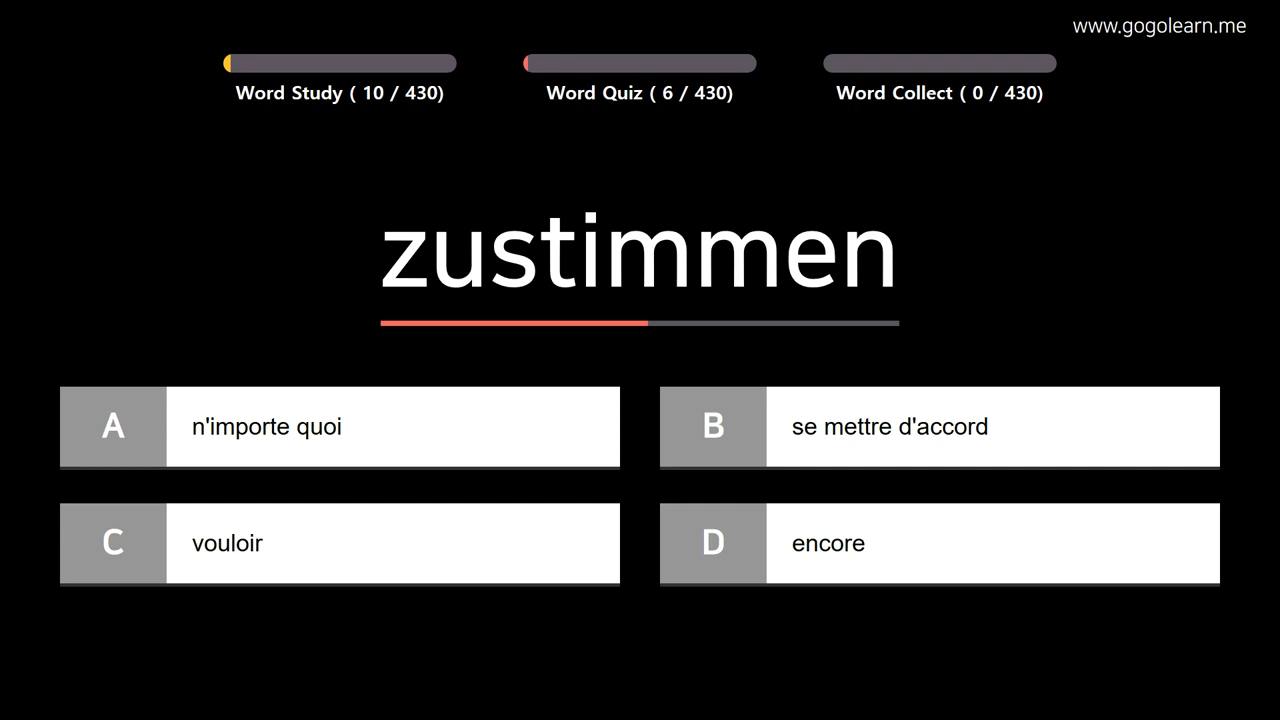 www.gogolearn.me
Word Study ( 10 / 430)
Word Quiz ( 6 / 430)
Word Collect ( 0 / 430)
zustimmen
A
n'importe quoi
B
se mettre d'accord
C
vouloir
D
encore